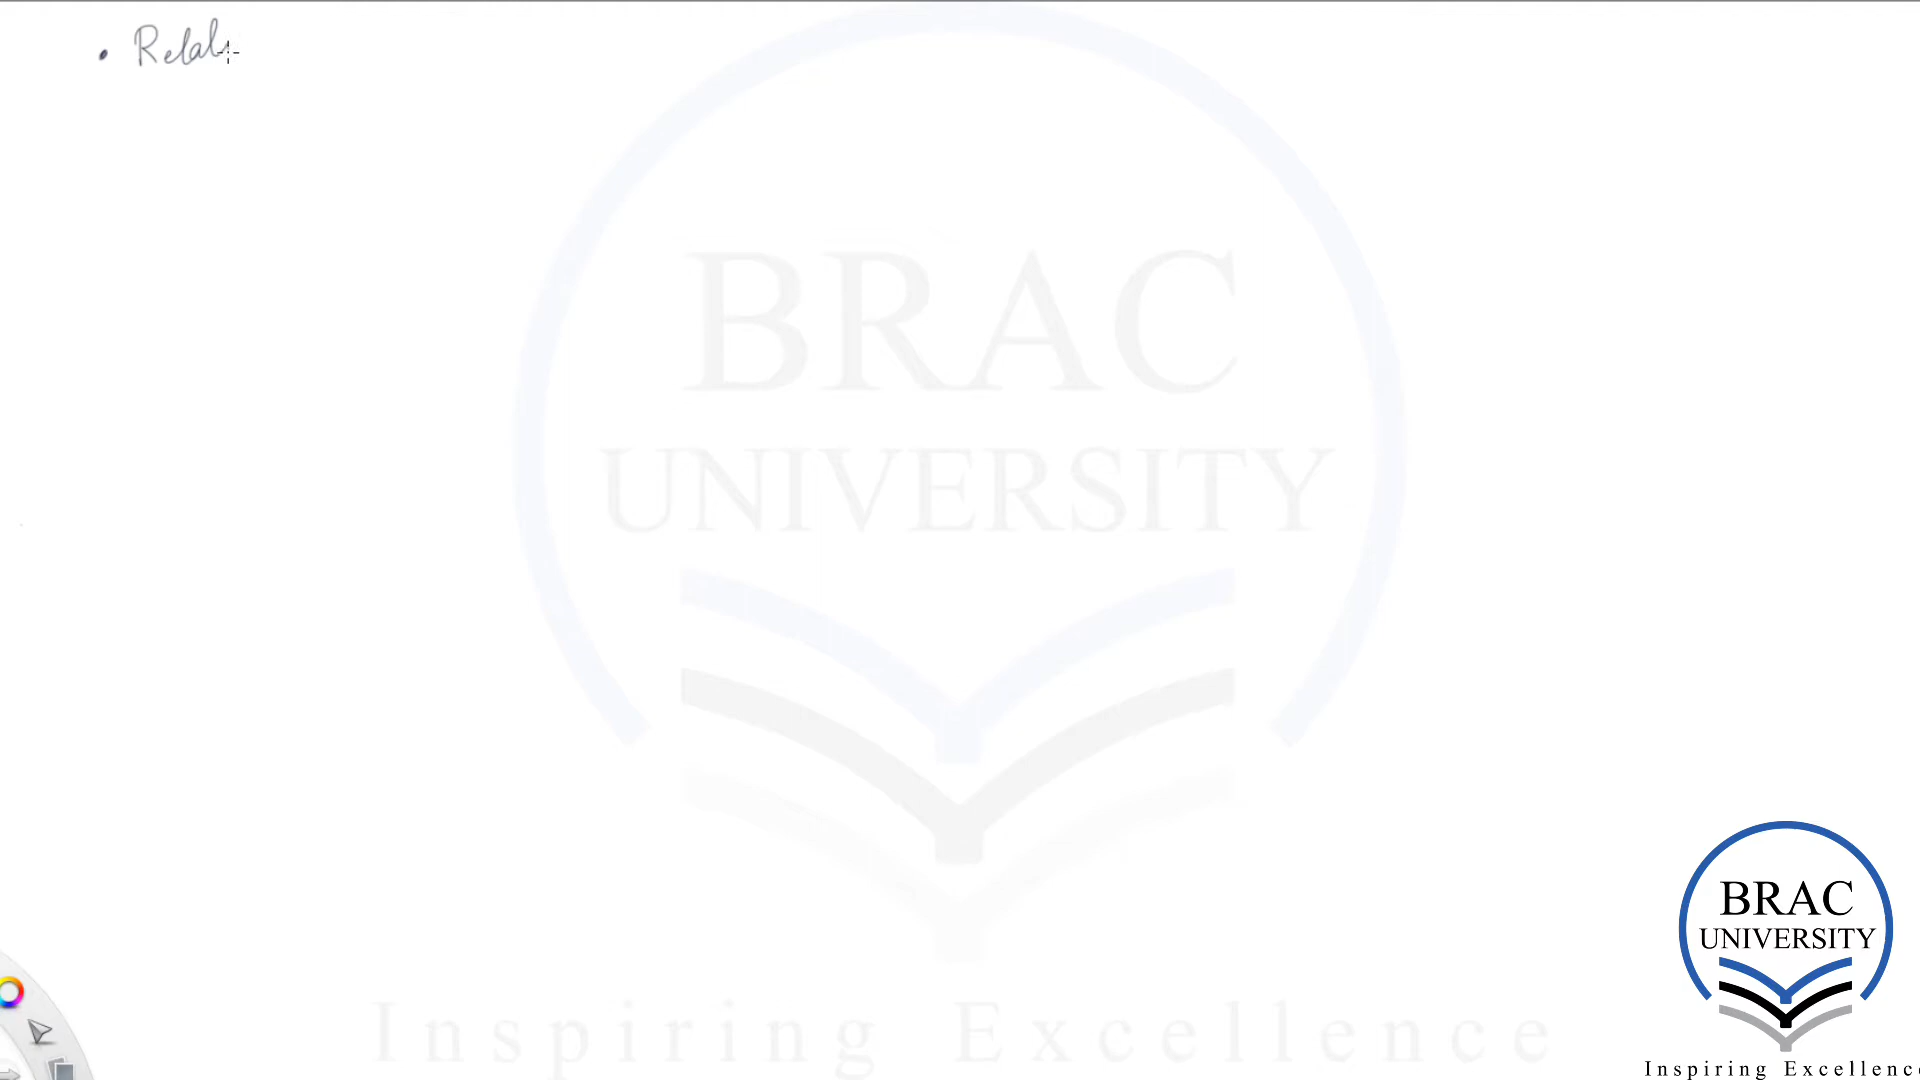 • Relat
BRAC
UNIVERSITY
Inspiring Excellence
BRAC
UNIVERSITY
Inspiring Excellence